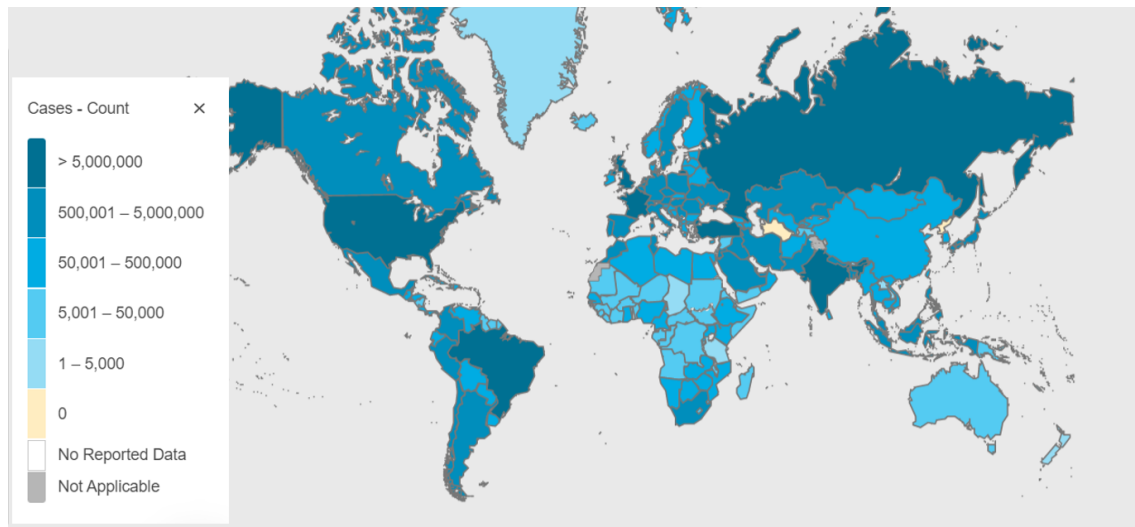 Cases - Count ×
> 5,000,000
500,001 – 5,000,000
50,001 – 500,000
5,001 – 50,000
1 – 5,000
0
No Reported Data
Not Applicable